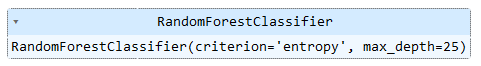 RandomForestClassifier
RandomForestClassifier(criterion='entropy', max_depth=25)